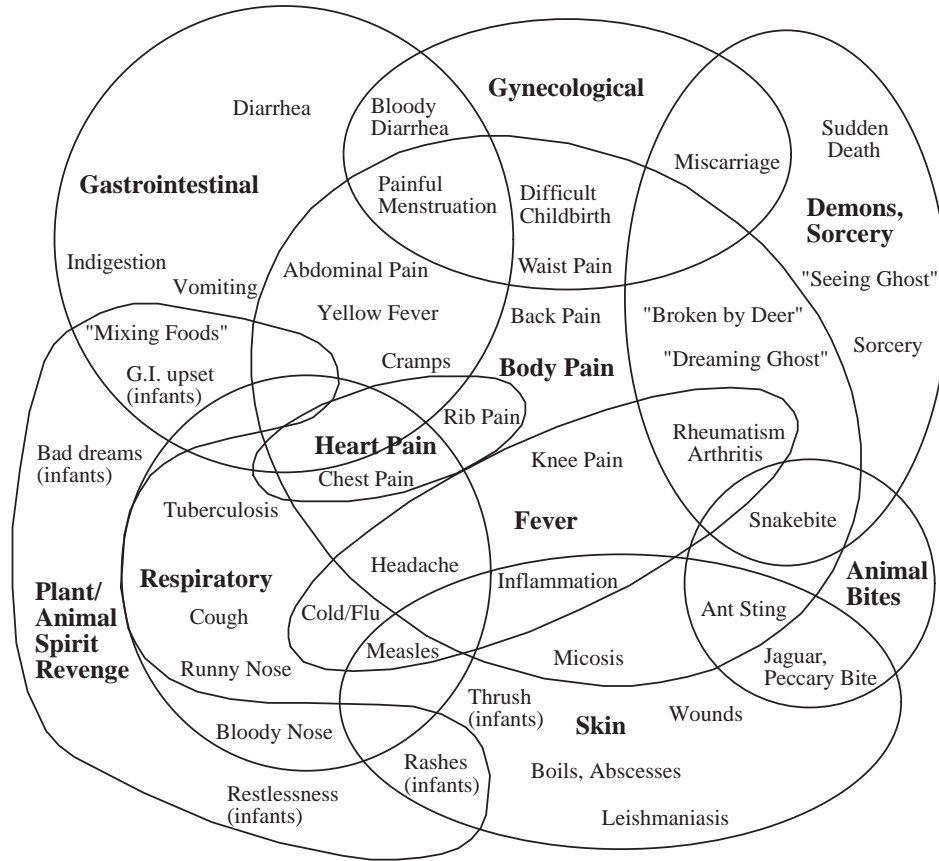 Gynecological
Diarrhea
Bloody
Diarrhea
Sudden
Death
Miscarriage
Gastrointestinal
Painful
Menstruation
Difficult
Childbirth
Demons,
Sorcery
Indigestion
Vomiting
Abdominal Pain
Waist Pain
"Seeing Ghost"
"Mixing Foods"
Yellow Fever
Back Pain
"Broken by Deer"
Sorcery
G.I. upset
(infants)
Cramps
Body Pain
"Dreaming Ghost"
Rib Pain
Bad dreams
(infants)
Heart Pain
Rheumatism
Arthritis
Chest Pain
Knee Pain
Tuberculosis
Fever
Snakebite
Headache
Plant/
Animal
Spirit
Revenge
Respiratory
Inflammation
Animal
Bites
Cough
Cold/Flu
Ant Sting
Measles
Runny Nose
Micosis
Jaguar,
Peccary Bite
Thrush
(infants)
Wounds
Bloody Nose
Skin
Rashes
(infants)
Boils, Abscesses
Restlessness
(infants)
Leishmaniasis